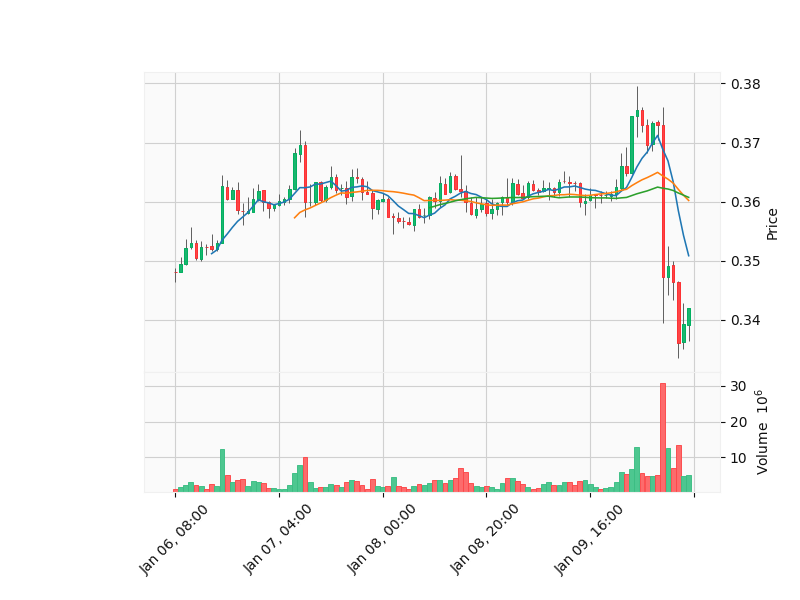 0.38
0.37
0.36
0.35
0.34
Price
30
20
10
Volume 10^6
Jan 06, 08:00
Jan 07, 04:00
Jan 08, 00:00
Jan 08, 20:00
Jan 09, 16:00